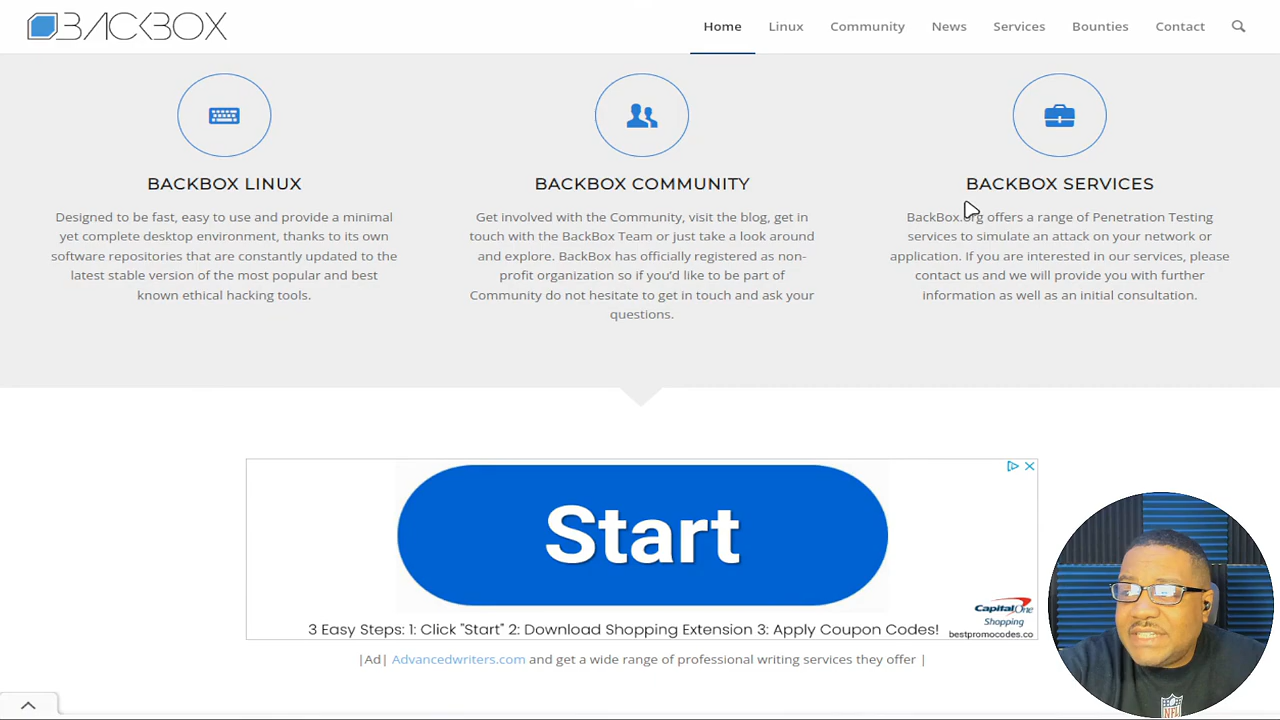 BACKBOX
Home Linux Community News Services Bounties Contact
BACKBOX LINUX
Designed to be fast, easy to use and provide a minimal
yet complete desktop environment, thanks to its own
software repositories that are constantly updated to the
latest stable version of the most popular and best
known ethical hacking tools.
BACKBOX COMMUNITY
Get involved with the Community, visit the blog, get in
touch with the BackBox Team or just take a look around
and explore. BackBox has officially registered as non-
profit organization so if you'd like to be part of
Community do not hesitate to get in touch and ask your
questions.
BACKBOX SERVICES
BackBox.org offers a range of Penetration Testing
services to simulate an attack on your network or
application. If you are interested in our services, please
contact us and we will provide you with further
information as well as an initial consultation.
Start
Capital One
Shopping
3 Easy Steps: 1: Click "Start" 2: Download Shopping Extension 3: Apply Coupon Codes!
bestpromocodes.co
|Ad| Advancedwriters.com and get a wide range of professional writing services they offer |
NFL